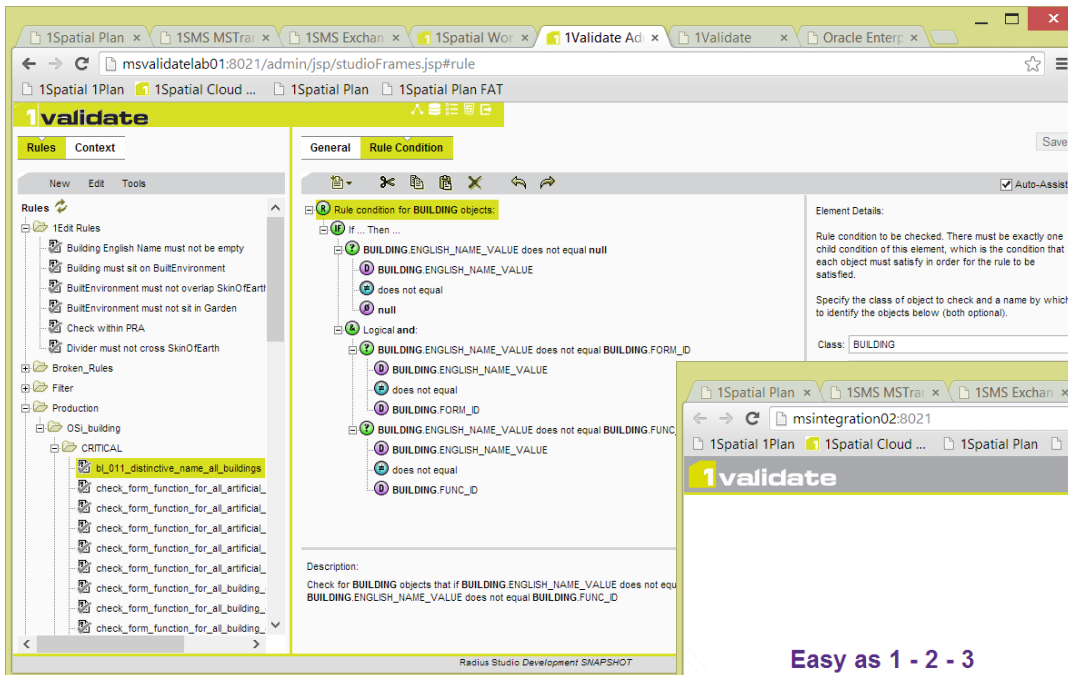 1Spatial Plan
1SMS MSTran
1SMS Exchan
1Spatial Wor
1Validate Adi
1Validate
Oracle Enterp
msvalidatelab01:8021/admin/jsp/studioFrames.jsp#rule
1Spatial 1Plan
1Spatial Cloud ...
1Spatial Plan
1Spatial Plan FAT
1validate
Rules
Context
General
Rule Condition
Save
New
Edit
Tools
Auto-Assist
Rules
1Edit Rules
Building English Name must not be empty
Building must sit on BuiltEnvironment
BuiltEnvironment must not overlap SkinOfEarth
BuiltEnvironment must not sit in Garden
Check within PRA
Divider must not cross SkinOfEarth
Broken_Rules
Filter
Production
OSi_building
CRITICAL
bl_011_distinctive_name_all_buildings
check_form_function_for_all_artificial_
check_form_function_for_all_artificial_
check_form_function_for_all_artificial_
check_form_function_for_all_artificial_
check_form_function_for_all_building_
check_form_function_for_all_building_
check_form_function_for_all_building_
R Rule condition for BUILDING objects:
IF If ... Then ...
? BUILDING.ENGLISH_NAME_VALUE does not equal null
D BUILDING.ENGLISH_NAME_VALUE
≠ does not equal
Ø null
& Logical and:
? BUILDING.ENGLISH_NAME_VALUE does not equal BUILDING.FORM_ID
D BUILDING.ENGLISH_NAME_VALUE
≠ does not equal
D BUILDING.FORM_ID
? BUILDING.ENGLISH_NAME_VALUE does not equal BUILDING.FUNC_
D BUILDING.ENGLISH_NAME_VALUE
≠ does not equal
D BUILDING.FUNC_ID
Description:
Check for BUILDING objects that if BUILDING.ENGLISH_NAME_VALUE does not equ
BUILDING.ENGLISH_NAME_VALUE does not equal BUILDING.FUNC_ID
Element Details:
Rule condition to be checked. There must be exactly one
child condition of this element, which is the condition that
each object must satisfy in order for the rule to be
satisfied.
Specify the class of object to check and a name by which
to identify the objects below (both optional).
Class: BUILDING
Radius Studio Development SNAPSHOT
1Spatial Plan
1SMS MSTran
1SMS Exchan
msintegration02:8021
1Spatial 1Plan
1Spatial Cloud ...
1Spatial Plan
1validate
Easy as 1 - 2 - 3